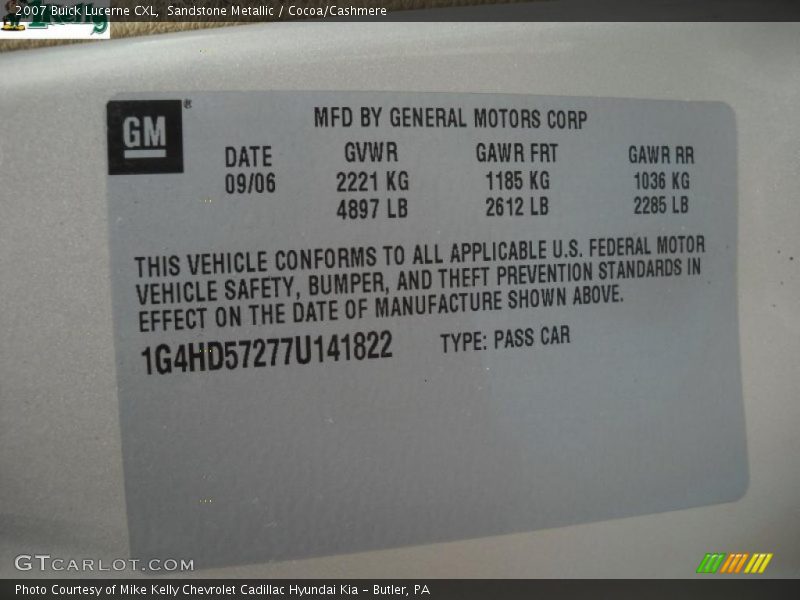 2007 Buick Lucerne CXL, Sandstone Metallic / Cocoa/Cashmere
GM ®
MFD BY GENERAL MOTORS CORP
DATE GVWR GAWR FRT GAWR RR
09/06 2221 KG 1185 KG 1036 KG
4897 LB 2612 LB 2285 LB
THIS VEHICLE CONFORMS TO ALL APPLICABLE U.S. FEDERAL MOTOR
VEHICLE SAFETY, BUMPER, AND THEFT PREVENTION STANDARDS IN
EFFECT ON THE DATE OF MANUFACTURE SHOWN ABOVE.
1G4HD57277U141822 TYPE: PASS CAR
GTCARLOT.COM
Photo Courtesy of Mike Kelly Chevrolet Cadillac Hyundai Kia – Butler, PA